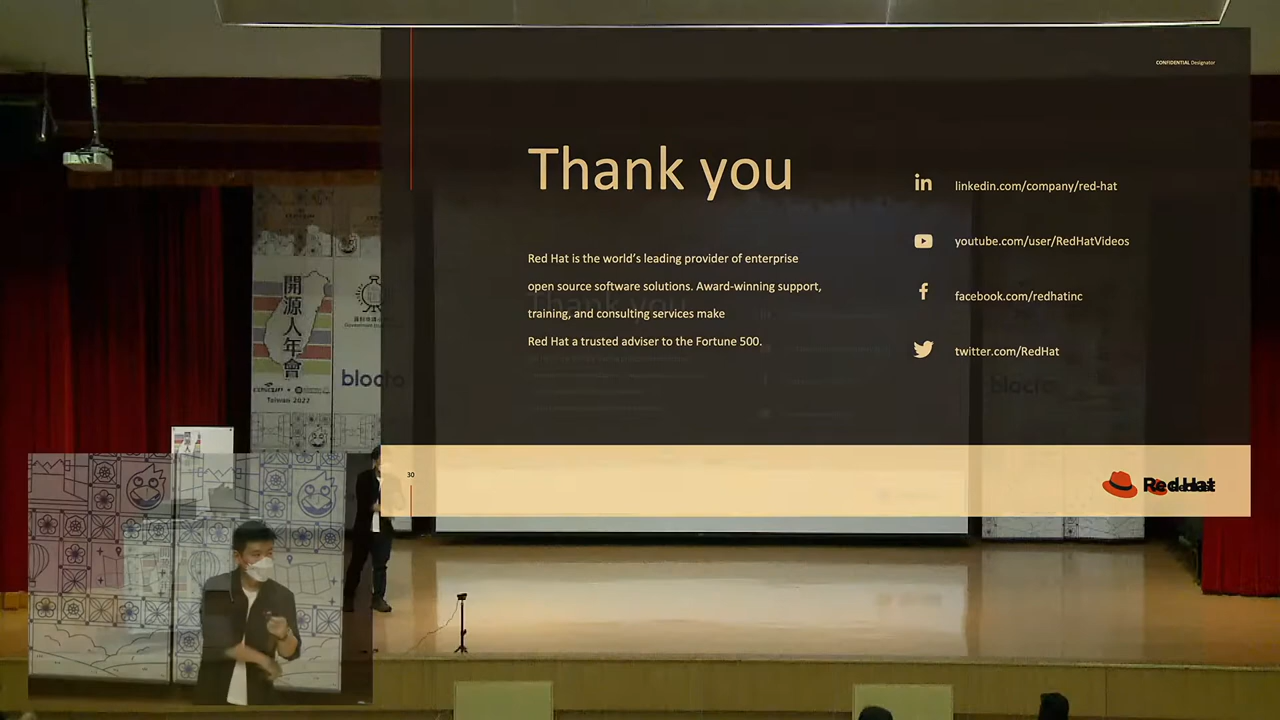 CONFIDENTIAL Designator
Thank you
Red Hat is the world's leading provider of enterprise
open source software solutions. Award-winning support,
training, and consulting services make
Red Hat a trusted adviser to the Fortune 500.
linkedin.com/company/red-hat
youtube.com/user/RedHatVideos
facebook.com/redhatinc
twitter.com/RedHat
30
Red Hat
開源人年會
Taiwan 2022
blocto
Thank you
blocto